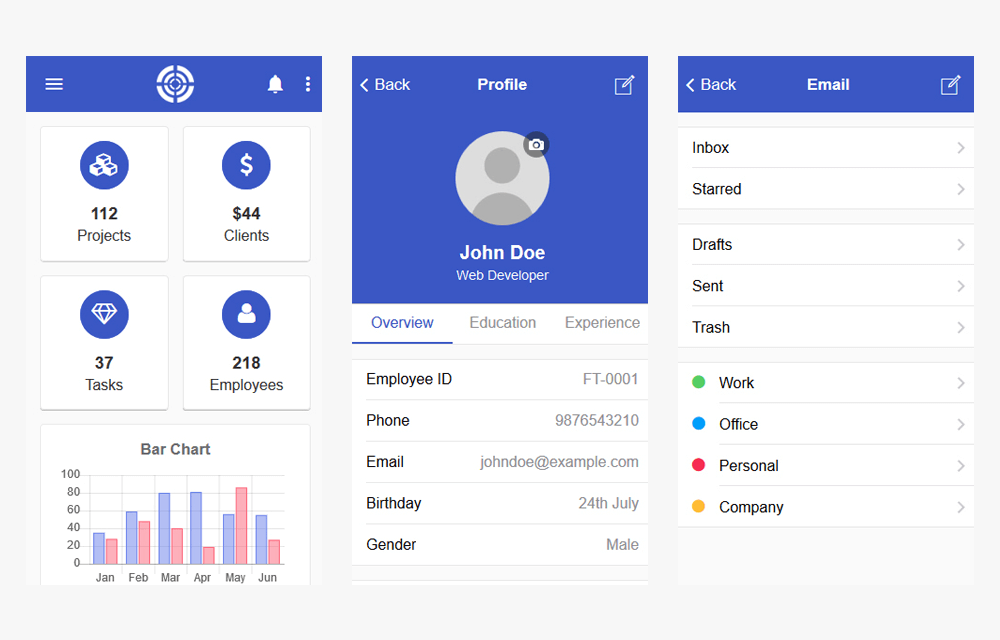 112
Projects
$44
Clients
37
Tasks
218
Employees
Bar Chart
100
80
60
40
20
0
Jan Feb Mar Apr May Jun
Back Profile
John Doe
Web Developer
Overview Education Experience
Employee ID FT-0001
Phone 9876543210
Email johndoe@example.com
Birthday 24th July
Gender Male
Back Email
Inbox
Starred
Drafts
Sent
Trash
Work
Office
Personal
Company